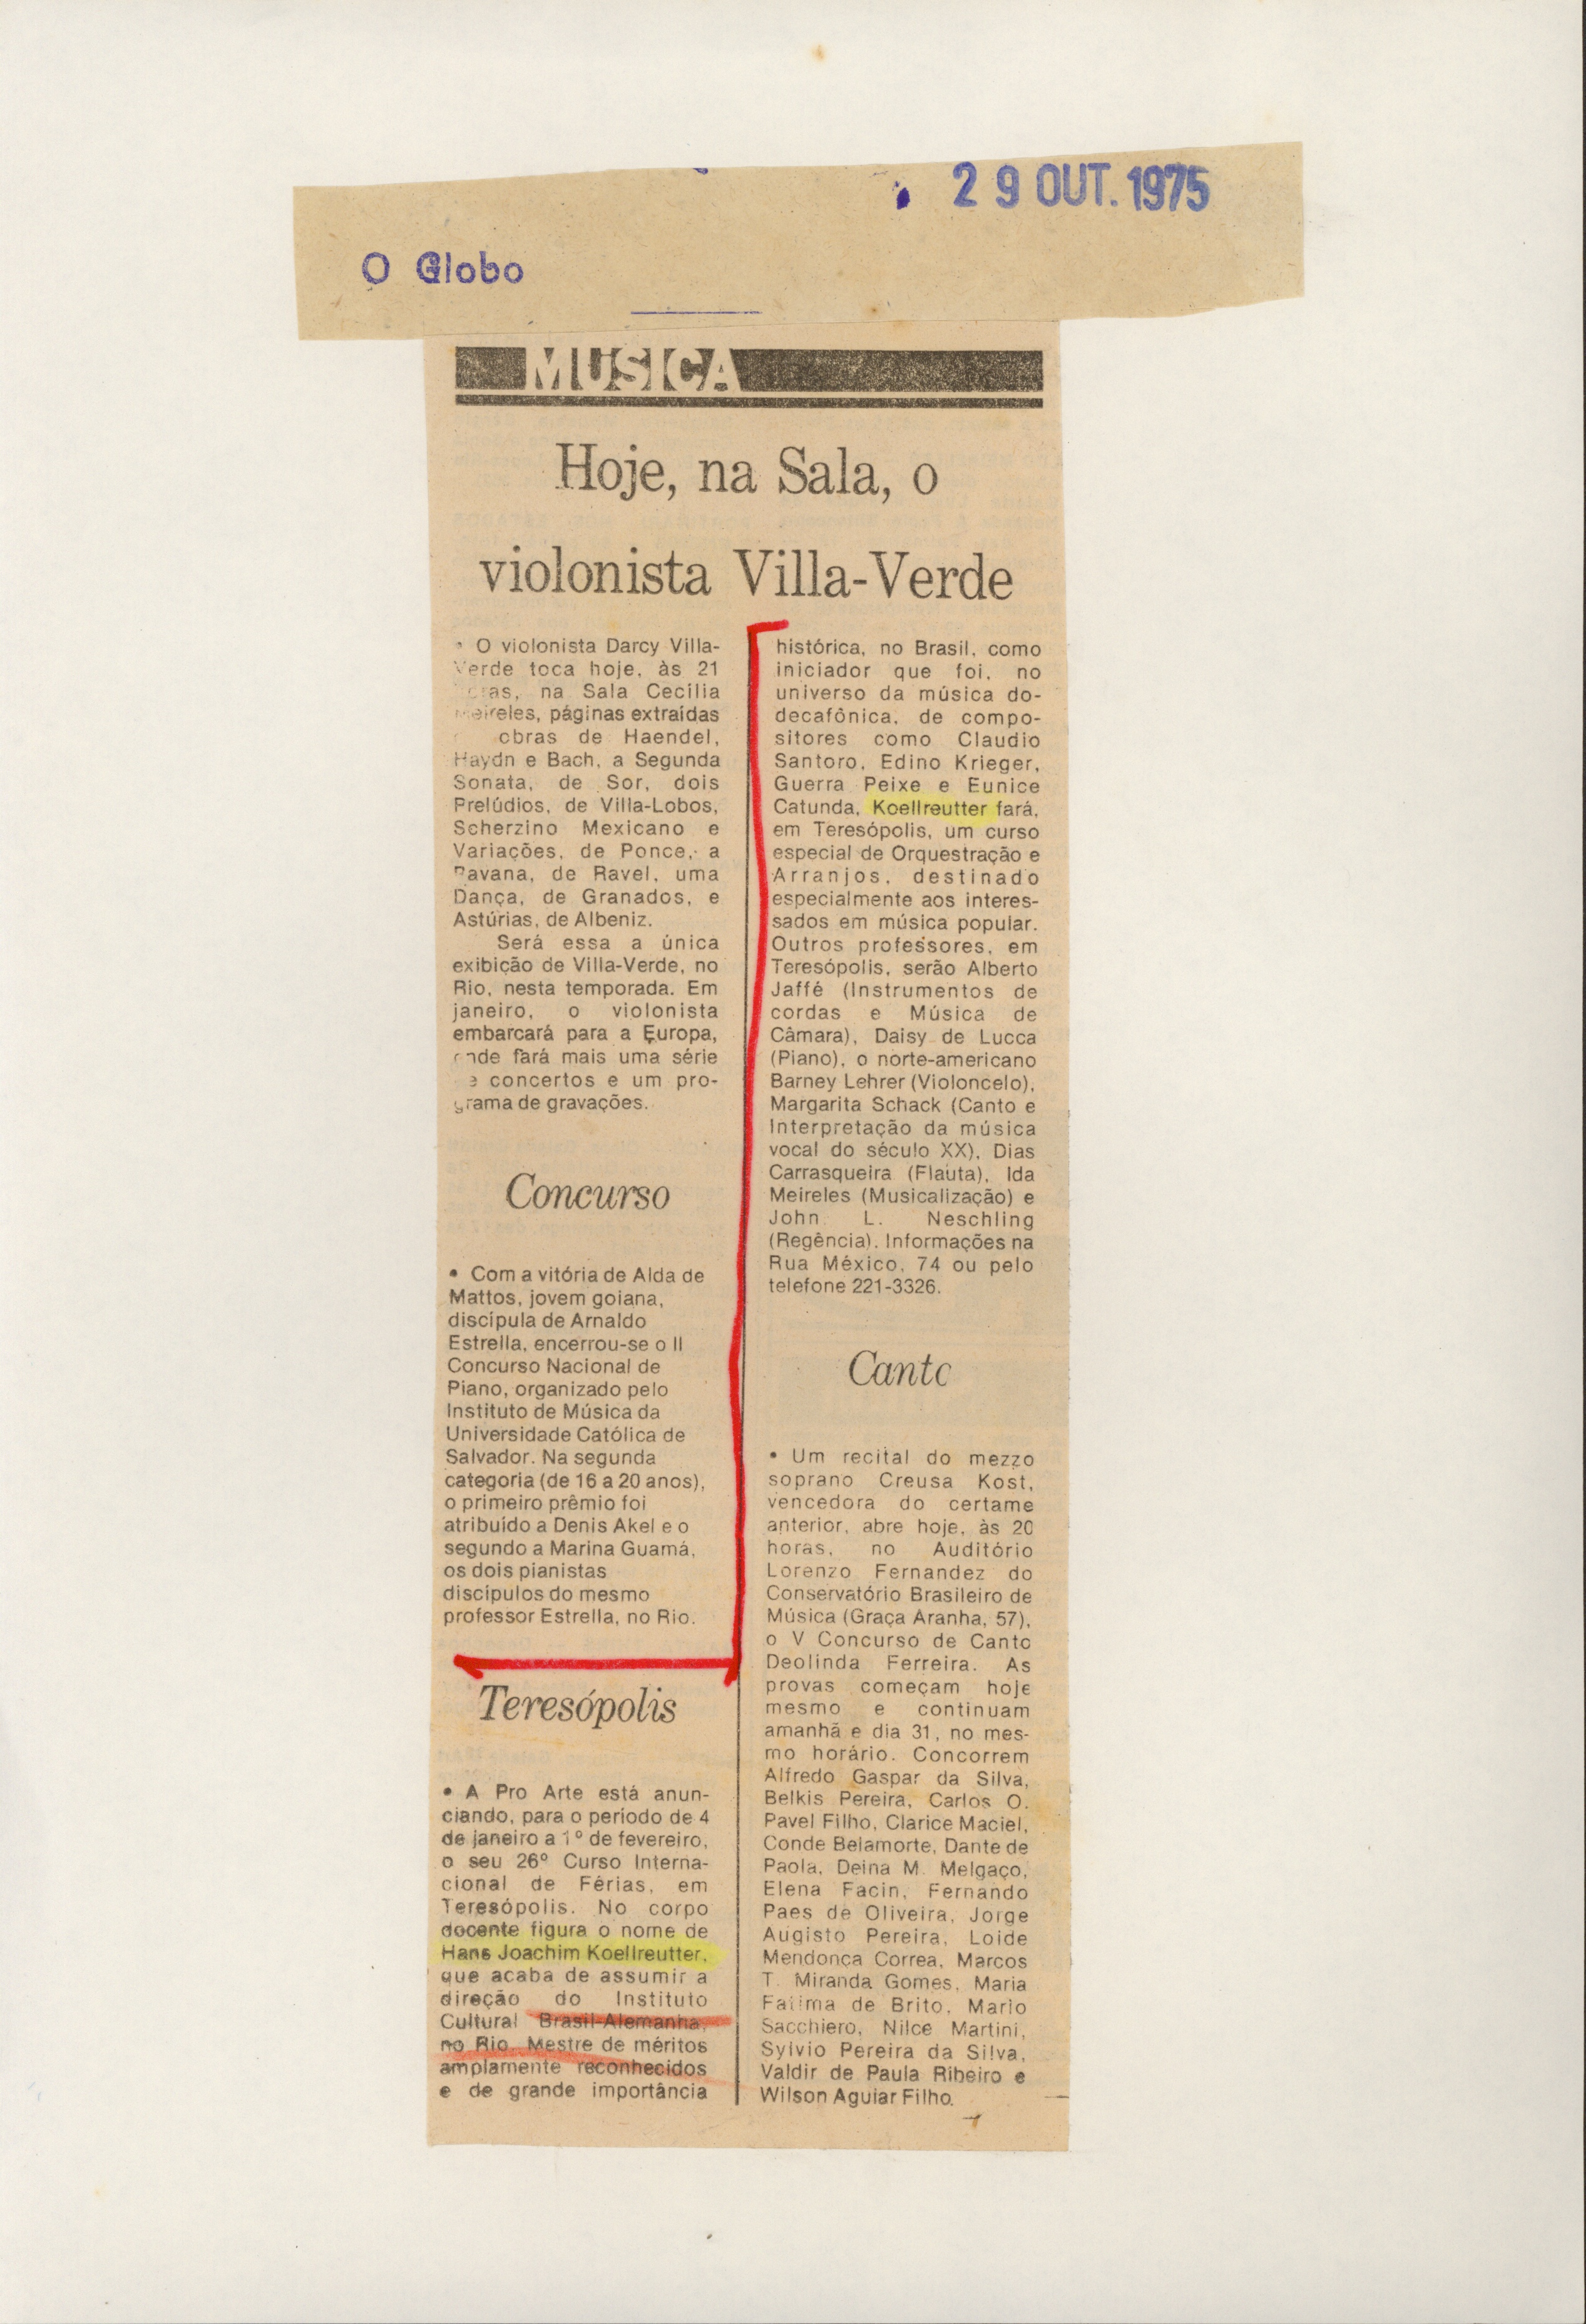 29 OUT. 1975
O Globo
MÚSICA
Hoje, na Sala, o
violonista Villa-Verde
• O violonista Darcy Villa-
Verde toca hoje, às 21
horas, na Sala Cecília
Meireles, páginas extraídas
obras de Haendel,
Haydn e Bach, a Segunda
Sonata, de Sor, dois
Prelúdios, de Villa-Lobos,
Scherzino Mexicano e
Variações, de Ponce, a
Pavana, de Ravel, uma
Dança, de Granados, e
Astúrias, de Albeniz.
Será essa a única
exibição de Villa-Verde, no
Rio, nesta temporada. Em
janeiro, o violonista
embarcará para a Europa,
onde fará mais uma série
de concertos e um pro-
grama de gravações.
Concurso
• Com a vitória de Alda de
Mattos, jovem goiana,
discípula de Arnaldo
Estrella, encerrou-se o II
Concurso Nacional de
Piano, organizado pelo
Instituto de Música da
Universidade Católica de
Salvador. Na segunda
categoria (de 16 a 20 anos),
o primeiro prêmio foi
atribuído a Denis Akel e o
segundo a Marina Guamá,
os dois pianistas
discípulos do mesmo
professor Estrella, no Rio.
Teresópolis
• A Pro Arte está anun-
ciando, para o período de 4
de janeiro a 1º de fevereiro,
o seu 26º Curso Interna-
cional de Férias, em
Teresópolis. No corpo
docente figura o nome de
Hans Joachim Koellreutter,
que acaba de assumir a
direção do Instituto
Cultural Brasil-Alemanha,
no Rio. Mestre de méritos
amplamente reconhecidos
e de grande importância
histórica, no Brasil, como
iniciador que foi, no
universo da música do-
decafônica, de compo-
sitores como Claudio
Santoro, Edino Krieger,
Guerra Peixe e Eunice
Catunda, Koellreutter fará,
em Teresópolis, um curso
especial de Orquestração e
Arranjos, destinado
especialmente aos interes-
sados em música popular.
Outros professores, em
Teresópolis, serão Alberto
Jaffé (Instrumentos de
cordas e Música de
Câmara), Daisy de Lucca
(Piano), o norte-americano
Barney Lehrer (Violoncelo),
Margarita Schack (Canto e
Interpretação da música
vocal do século XX), Dias
Carrasqueira (Flauta), Ida
Meireles (Musicalização) e
John L. Neschling
(Regência). Informações na
Rua México, 74 ou pelo
telefone 221-3326.
Canto
• Um recital do mezzo
soprano Creusa Kost,
vencedora do certame
anterior, abre hoje, às 20
horas, no Auditório
Lorenzo Fernandez do
Conservatório Brasileiro de
Música (Graça Aranha, 57),
o V Concurso de Canto
Deolinda Ferreira. As
provas começam hoje
mesmo e continuam
amanhã e dia 31, no mes-
mo horário. Concorrem
Alfredo Gaspar da Silva,
Belkis Pereira, Carlos O.
Pavel Filho, Clarice Maciel,
Conde Belamorte, Dante de
Paola, Deina M. Melgaço,
Elena Facin, Fernando
Paes de Oliveira, Jorge
Augisto Pereira, Loide
Mendonça Correa, Marcos
T. Miranda Gomes, Maria
Fatima de Brito, Mario
Sacchiero, Nilce Martini,
Sylvio Pereira da Silva,
Valdir de Paula Ribeiro e
Wilson Aguiar Filho.